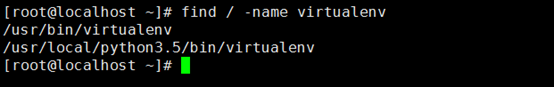 [root@localhost ~]# find / -name virtualenv
/usr/bin/virtualenv
/usr/local/python3.5/bin/virtualenv
[root@localhost ~]#